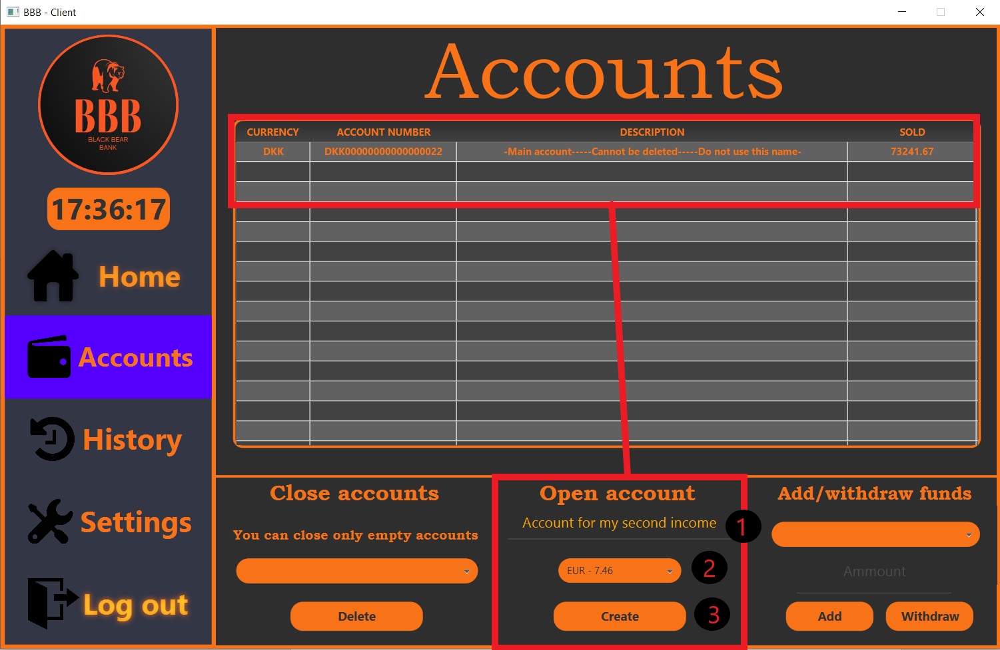 BBB - Client
BBB
BLACK BEAR
BANK
17:36:17
Home
Accounts
History
Settings
Log out
Accounts
CURRENCY ACCOUNT NUMBER DESCRIPTION SOLD
DKK DKK00000000000000022 -Main account-----Cannot be deleted-----Do not use this name- 73241.67
Close accounts
You can close only empty accounts
Delete
Open account
Account for my second income 1
EUR - 7.46 2
Create 3
Add/withdraw funds
Ammount
Add Withdraw